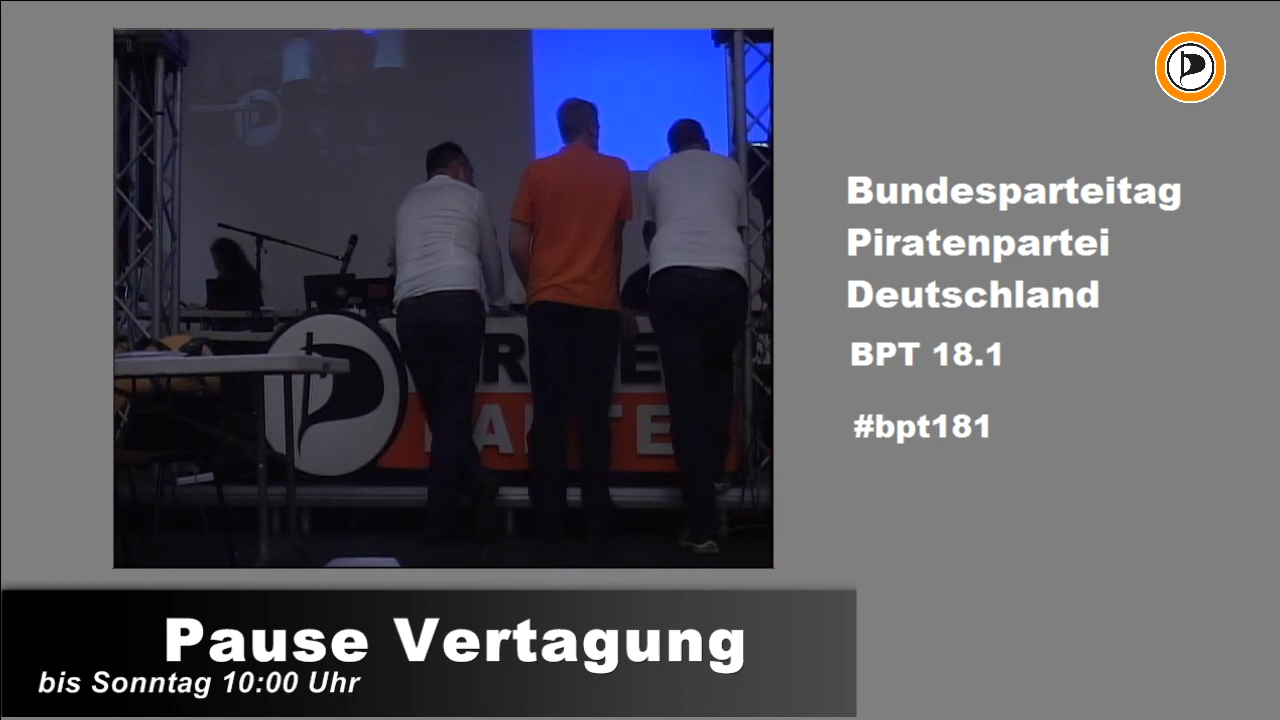 Bundesparteitag
Piratenpartei
Deutschland
BPT 18.1
#bpt181
Pause Vertagung
bis Sonntag 10:00 Uhr